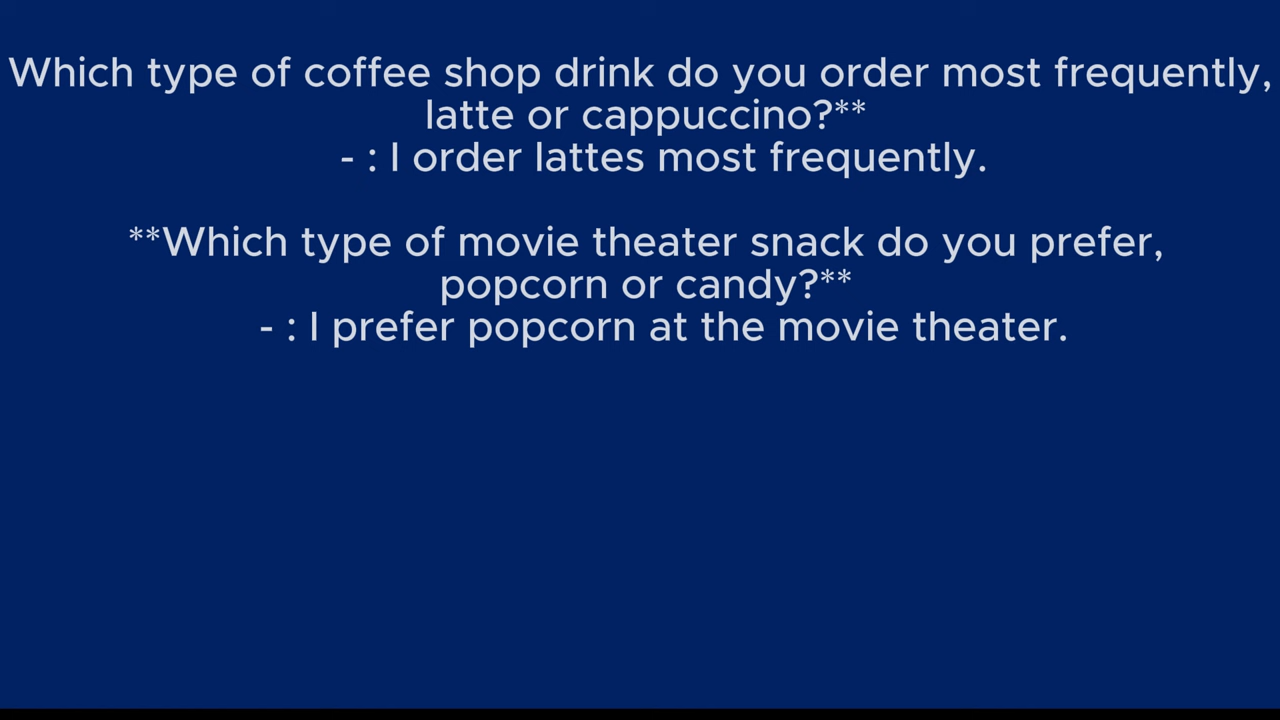 Which type of coffee shop drink do you order most frequently,
latte or cappuccino?**
- : I order lattes most frequently.
**Which type of movie theater snack do you prefer,
popcorn or candy?**
- : I prefer popcorn at the movie theater.